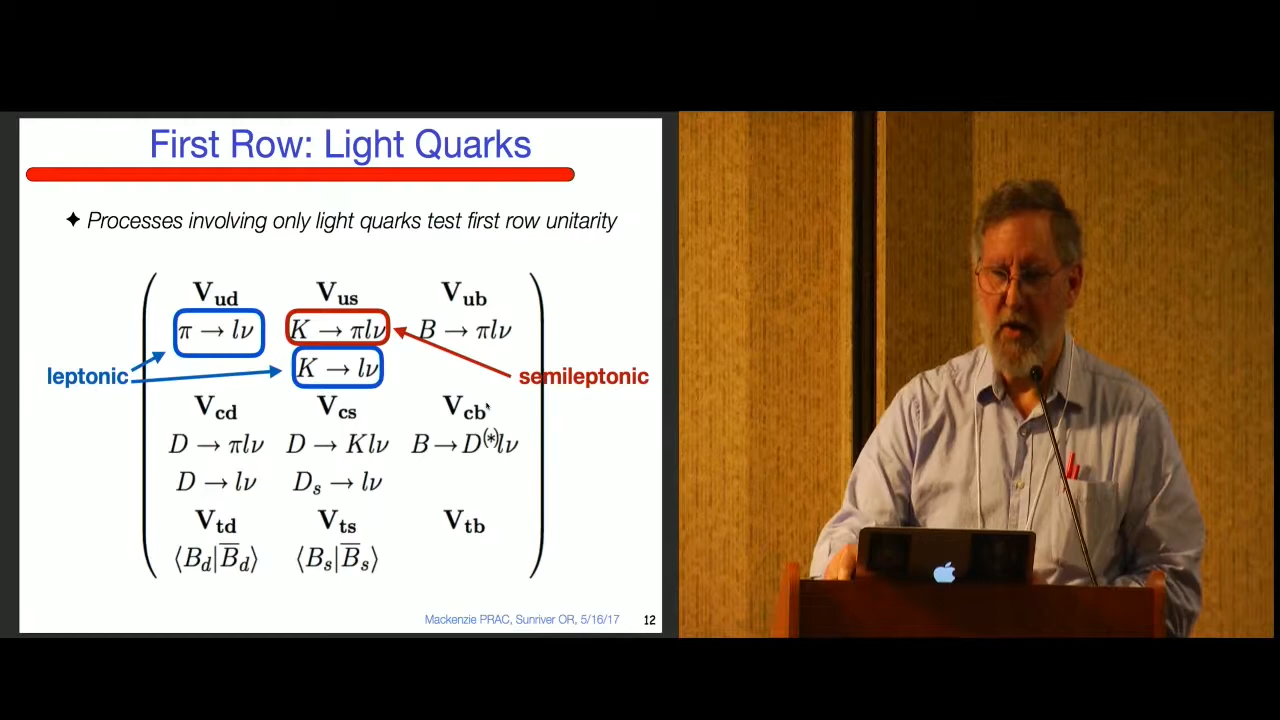 First Row: Light Quarks
✦ Processes involving only light quarks test first row unitarity
V_ud V_us V_ub
π → lν K → πlν B → πlν
K → lν
leptonic
semileptonic
V_cd V_cs V_cb
D → πlν D → Klν B → D^(*)lν
D → lν D_s → lν
V_td V_ts V_tb
⟨B_d|B̅_d⟩ ⟨B_s|B̅_s⟩
Mackenzie PRAC, Sunriver OR, 5/16/17 12